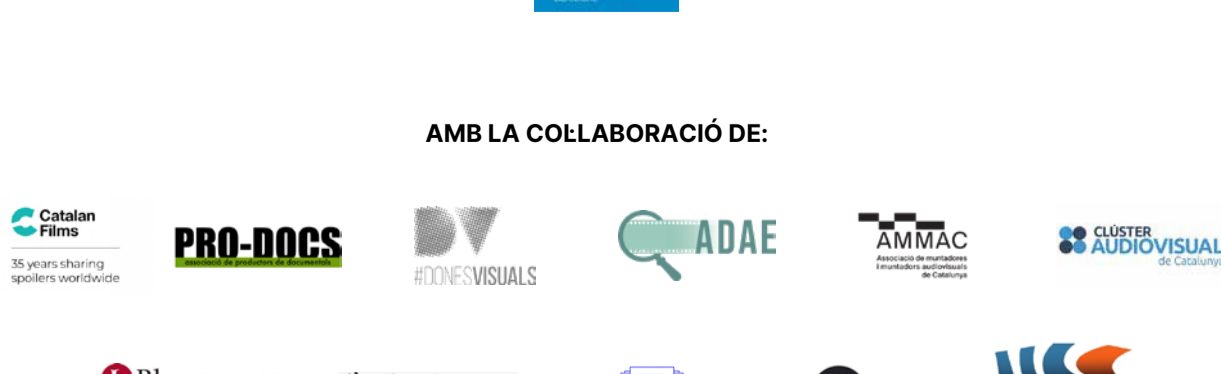 AMB LA COL·LABORACIÓ DE:
Catalan
Films
35 years sharing
spoilers worldwide
PRO-DOCS
associació de productors de documentals
#DONESVISUALS
ADAE
AMMAC
Associació de muntadores
i muntadors audiovisuals
de Catalunya
CLÚSTER
AUDIOVISUAL
de Catalunya